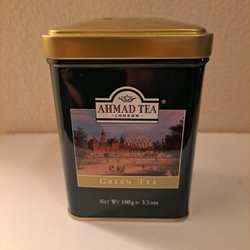 AHMAD TEA
LONDON
GREEN TEA
NET WT 100g e 3.5 ozs